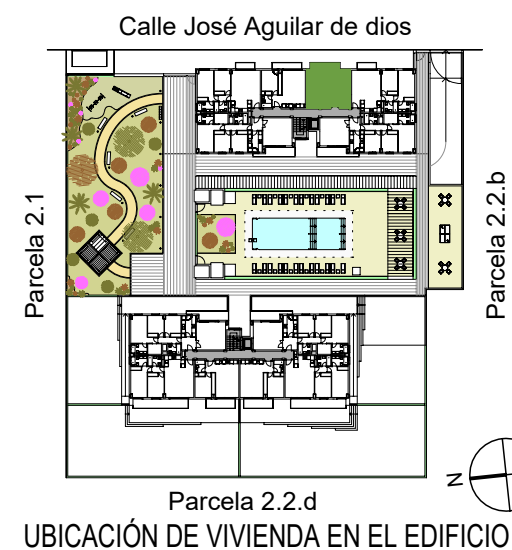 Calle José Aguilar de dios
Parcela 2.1
Parcela 2.2.b
N
Parcela 2.2.d
UBICACIÓN DE VIVIENDA EN EL EDIFICIO